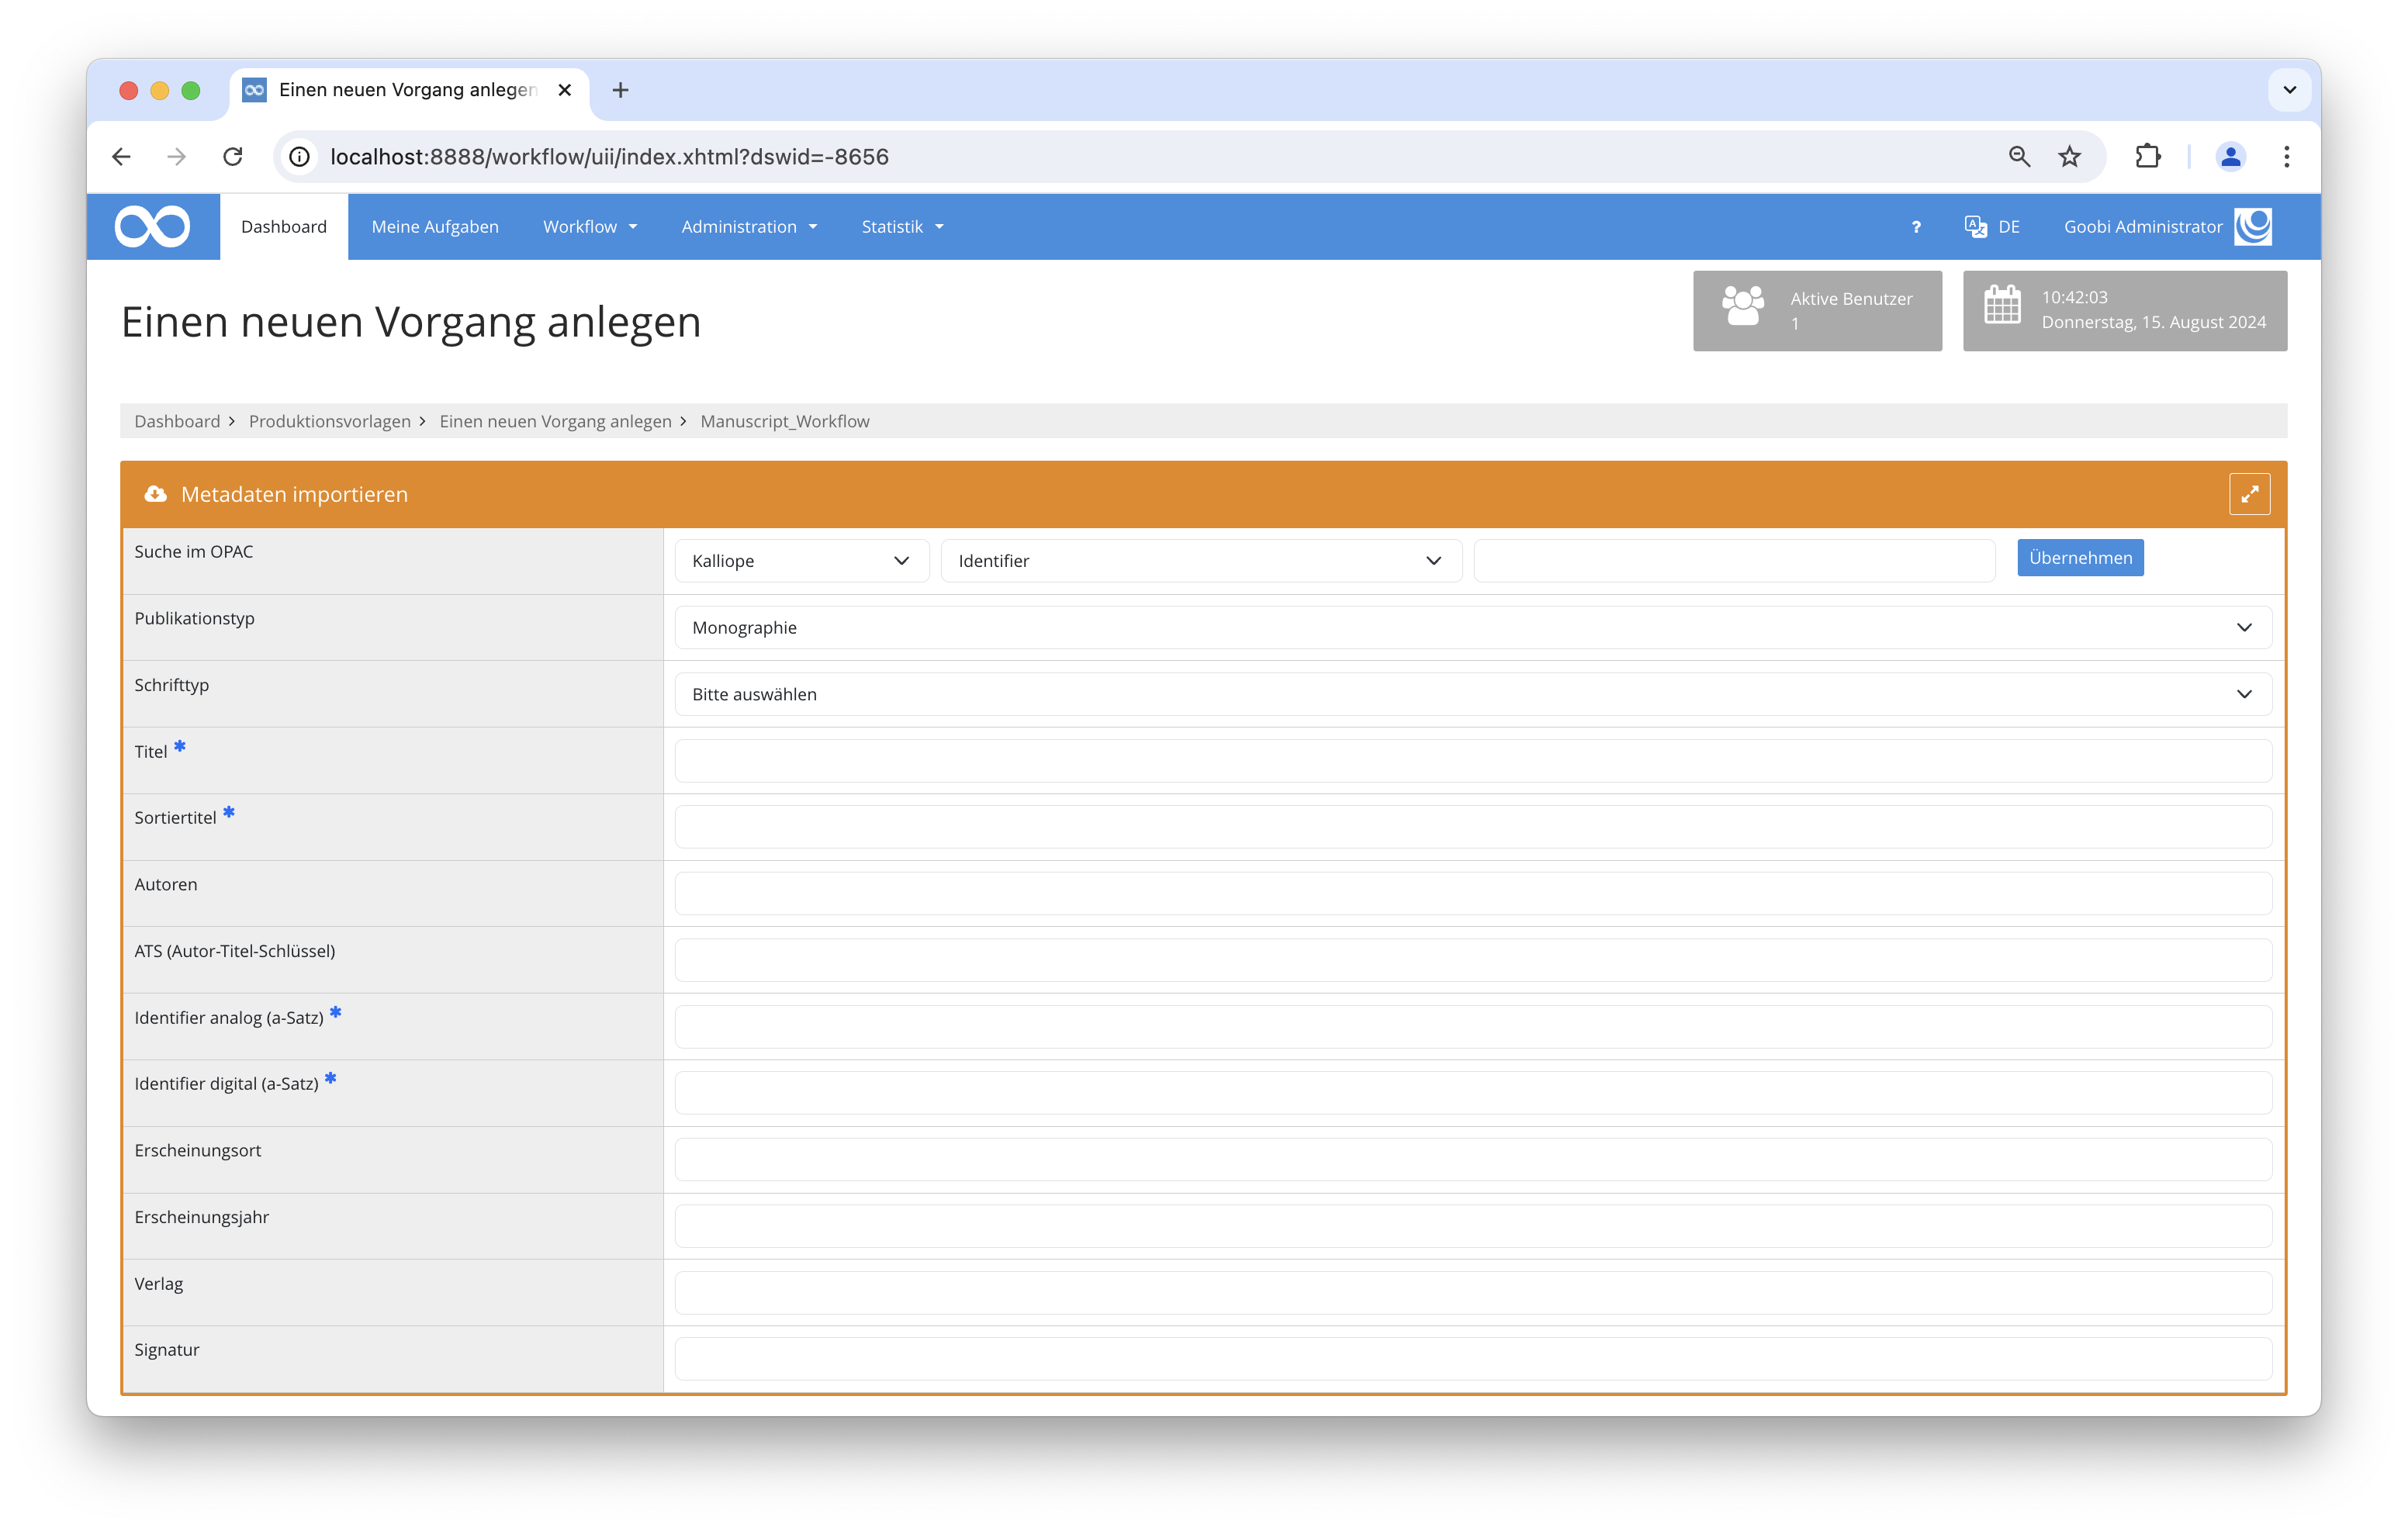 Einen neuen Vorgang anlegen
localhost:8888/workflow/uii/index.xhtml?dswid=-8656
Dashboard Meine Aufgaben Workflow Administration Statistik ? DE Goobi Administrator
Einen neuen Vorgang anlegen
Aktive Benutzer
1
10:42:03
Donnerstag, 15. August 2024
Dashboard > Produktionsvorlagen > Einen neuen Vorgang anlegen > Manuscript_Workflow
Metadaten importieren
Suche im OPAC Kalliope Identifier Übernehmen
Publikationstyp Monographie
Schrifttyp Bitte auswählen
Titel *
Sortiertitel *
Autoren
ATS (Autor-Titel-Schlüssel)
Identifier analog (a-Satz) *
Identifier digital (a-Satz) *
Erscheinungsort
Erscheinungsjahr
Verlag
Signatur